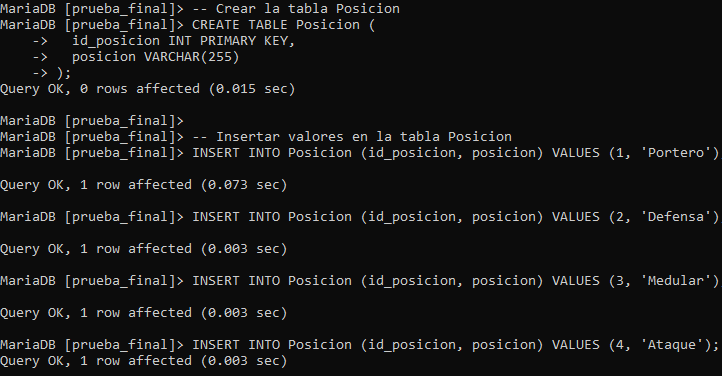 MariaDB [prueba_final]> -- Crear la tabla Posicion
MariaDB [prueba_final]> CREATE TABLE Posicion (
    ->   id_posicion INT PRIMARY KEY,
    ->   posicion VARCHAR(255)
    -> );
Query OK, 0 rows affected (0.015 sec)

MariaDB [prueba_final]>
MariaDB [prueba_final]> -- Insertar valores en la tabla Posicion
MariaDB [prueba_final]> INSERT INTO Posicion (id_posicion, posicion) VALUES (1, 'Portero')

Query OK, 1 row affected (0.073 sec)

MariaDB [prueba_final]> INSERT INTO Posicion (id_posicion, posicion) VALUES (2, 'Defensa')

Query OK, 1 row affected (0.003 sec)

MariaDB [prueba_final]> INSERT INTO Posicion (id_posicion, posicion) VALUES (3, 'Medular')

Query OK, 1 row affected (0.003 sec)

MariaDB [prueba_final]> INSERT INTO Posicion (id_posicion, posicion) VALUES (4, 'Ataque');
Query OK, 1 row affected (0.003 sec)